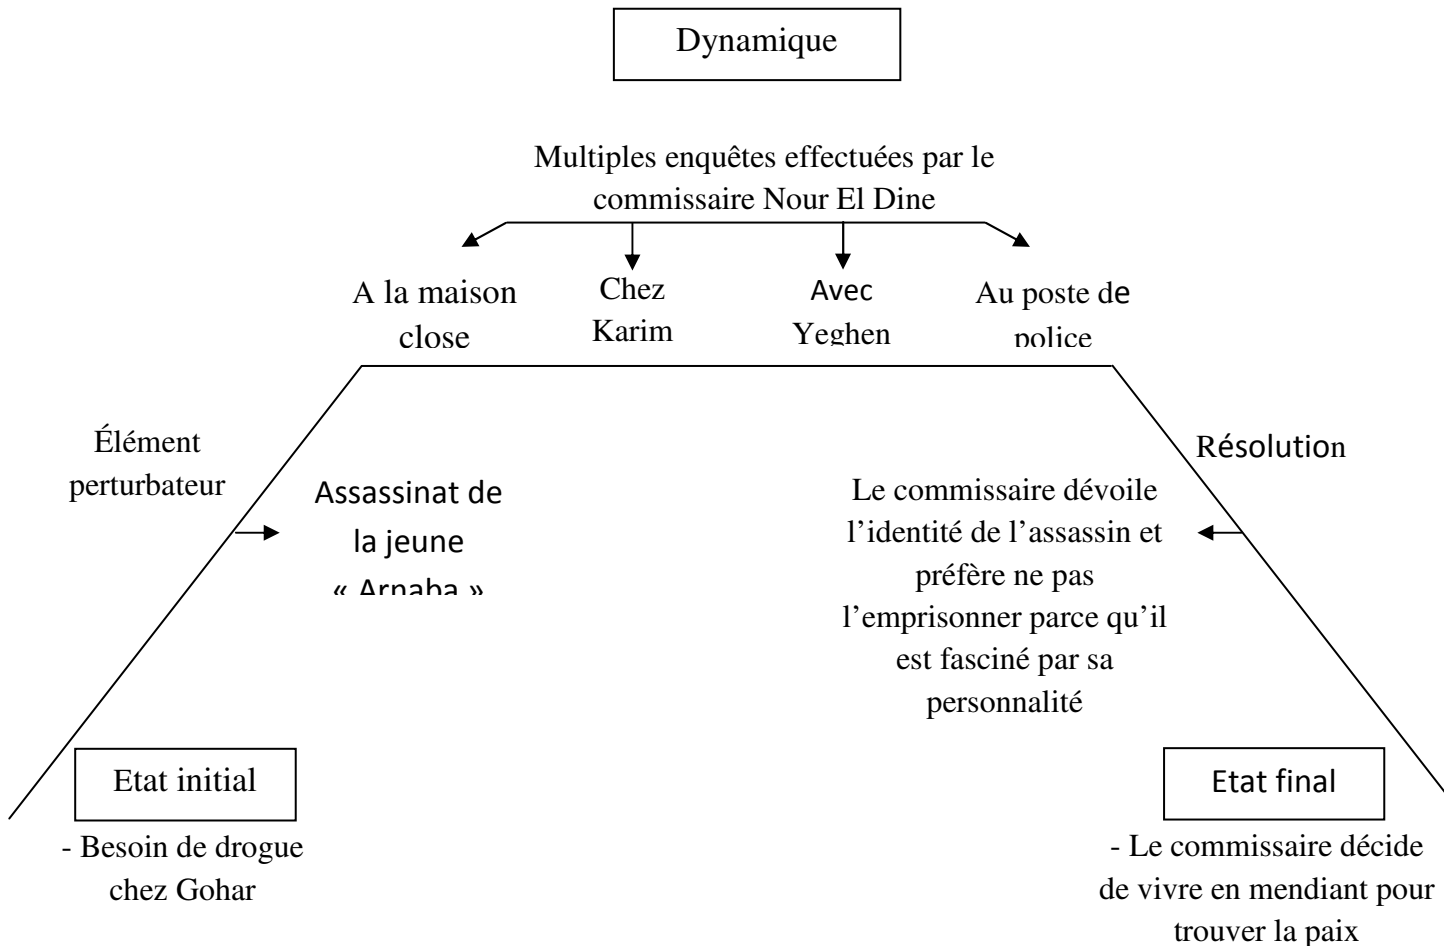 Dynamique
Multiples enquêtes effectuées par le
commissaire Nour El Dine
A la maison
close
Chez
Karim
Avec
Yeghen
Au poste de
police
Élément
perturbateur
Assassinat de
la jeune
« Arnaba »
Résolution
Le commissaire dévoile
l’identité de l’assassin et
préfère ne pas
l’emprisonner parce qu’il
est fasciné par sa
personnalité
Etat initial
- Besoin de drogue
chez Gohar
Etat final
- Le commissaire décide
de vivre en mendiant pour
trouver la paix